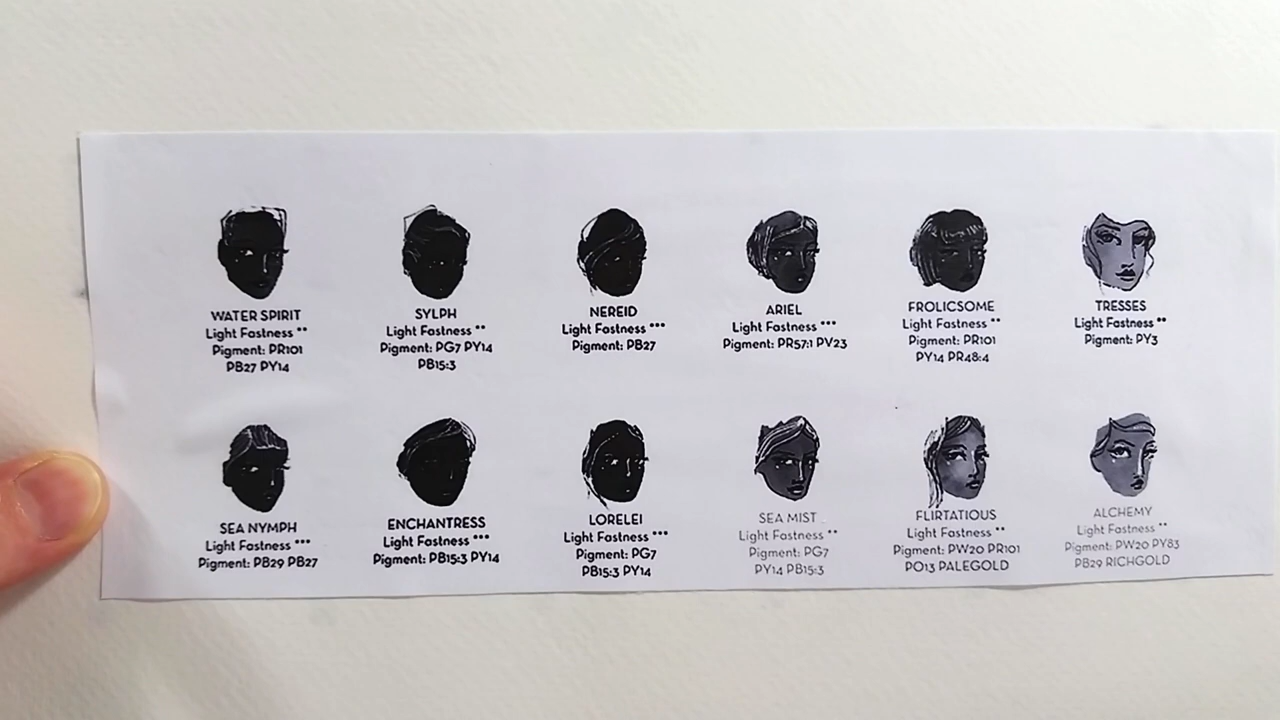 WATER SPIRIT
Light Fastness **
Pigment: PR101
PB27 PY14
SYLPH
Light Fastness **
Pigment: PG7 PY14
PB15:3
NEREID
Light Fastness ***
Pigment: PB27
ARIEL
Light Fastness ***
Pigment: PR57:1 PV23
FROLICSOME
Light Fastness **
Pigment: PR101
PY14 PR48:4
TRESSES
Light Fastness **
Pigment: PY3
SEA NYMPH
Light Fastness ***
Pigment: PB29 PB27
ENCHANTRESS
Light Fastness ***
Pigment: PB15:3 PY14
LORELEI
Light Fastness ***
Pigment: PG7
PB15:3 PY14
SEA MIST
Light Fastness **
Pigment: PG7
PY14 PB15:3
FLIRTATIOUS
Light Fastness **
Pigment: PW20 PR101
PO13 PALEGOLD
ALCHEMY
Light Fastness **
Pigment: PW20 PY83
PB29 RICHGOLD